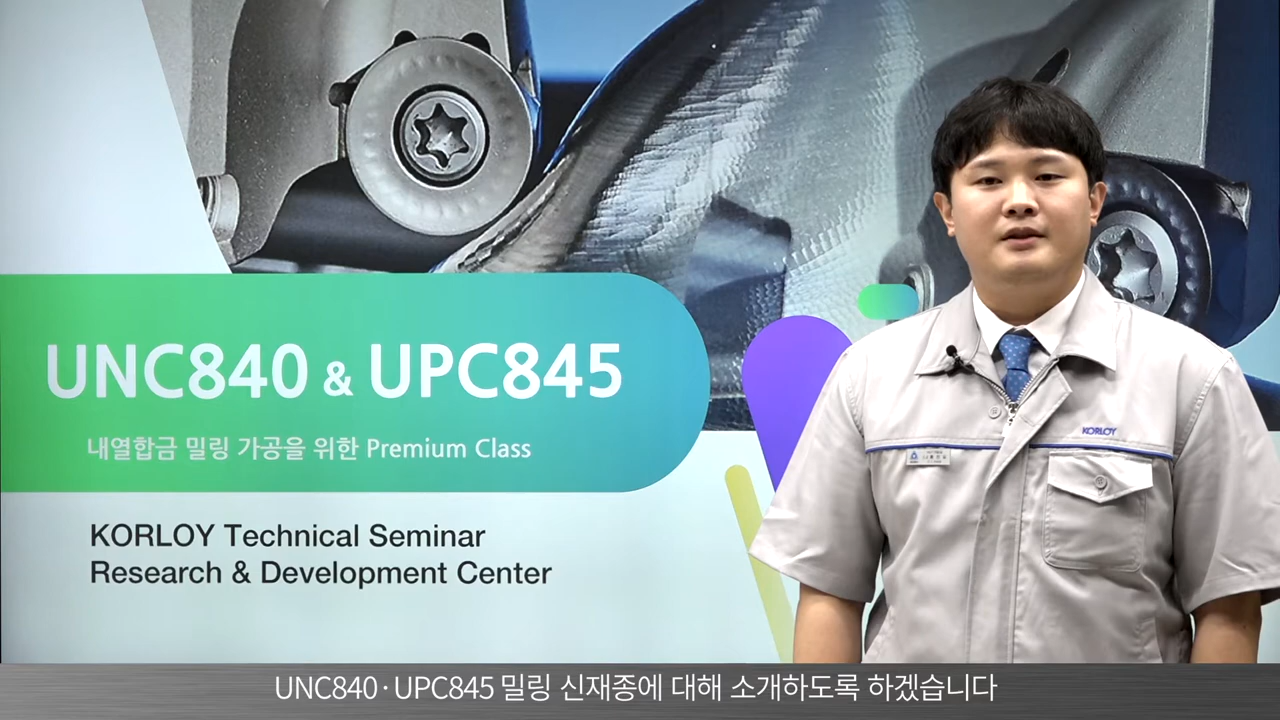 UNC840 & UPC845
내열합금 밀링 가공을 위한 Premium Class
KORLOY Technical Seminar
Research & Development Center
KORLOY
UNC840·UPC845 밀링 신재종에 대해 소개하도록 하겠습니다